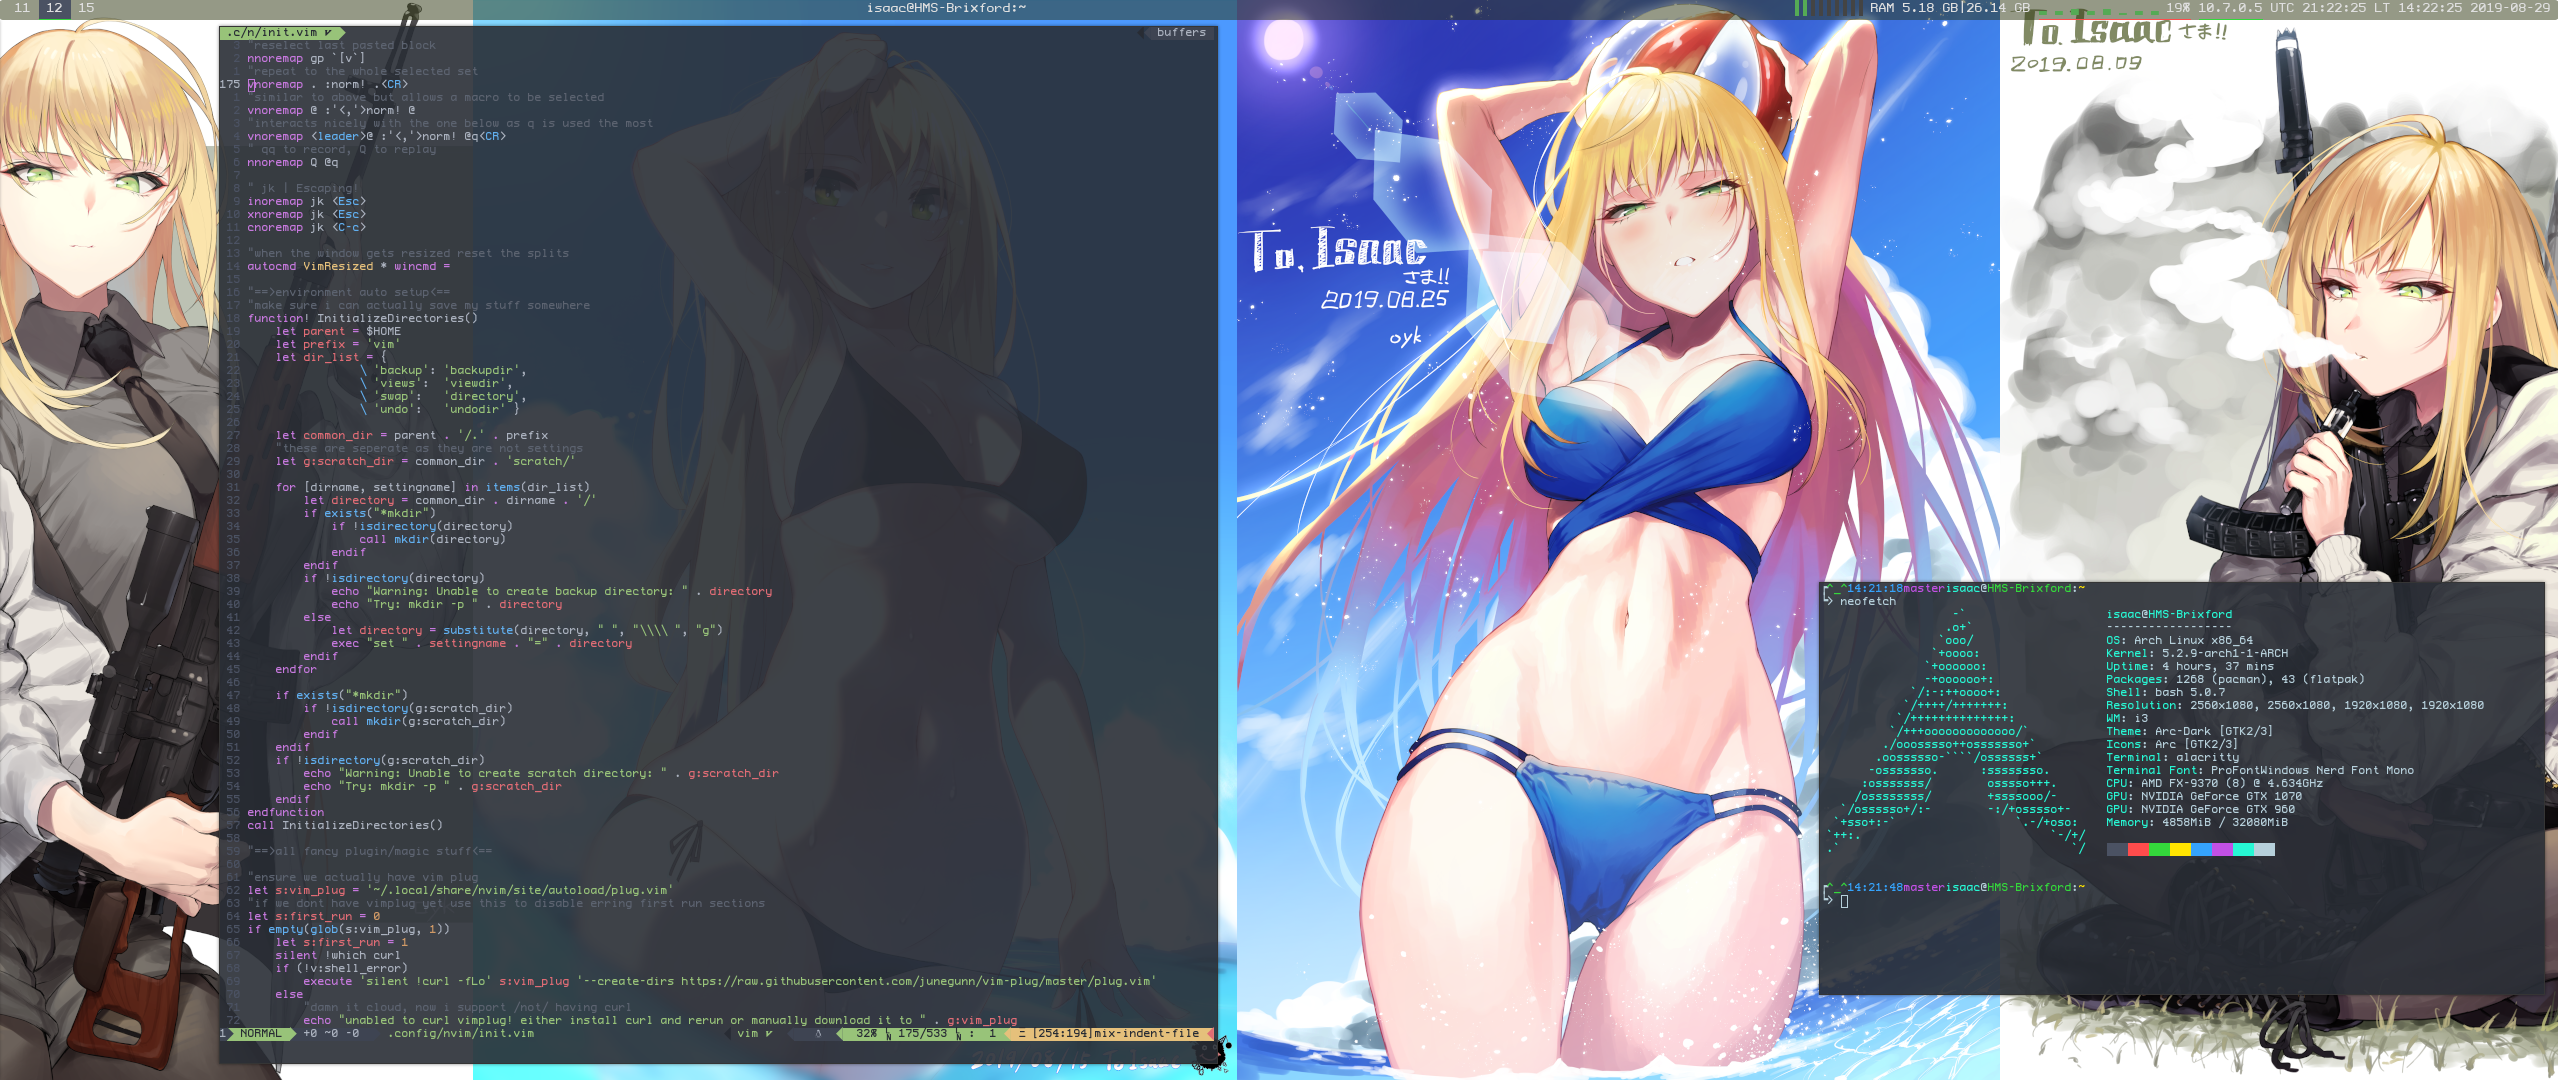 11 12 15
isaac@HMS-Brixford:~
RAM 5.18 GB|26.14 GB
19% 10.7.0.5 UTC 21:22:25 LT 14:22:25 2019-08-29
.c/n/init.vim
buffers
3 "reselect last pasted block
2 nnoremap gp `[v`]
1 "repeat to the whole selected set
175 vnoremap . :norm! .<CR>
1 "similar to above but allows a macro to be selected
2 vnoremap @ :'<,'>norm! @
3 "interacts nicely with the one below as q is used the most
4 vnoremap <leader>@ :'<,'>norm! @q<CR>
5 " qq to record, Q to replay
6 nnoremap Q @q
7
8 " jk | Escaping!
9 inoremap jk <Esc>
10 xnoremap jk <Esc>
11 cnoremap jk <C-c>
12
13 "when the window gets resized reset the splits
14 autocmd VimResized * wincmd =
15
16 "==>environment auto setup<==
17 "make sure i can actually save my stuff somewhere
18 function! InitializeDirectories()
19 let parent = $HOME
20 let prefix = 'vim'
21 let dir_list = {
22 \ 'backup': 'backupdir',
23 \ 'views': 'viewdir',
24 \ 'swap': 'directory',
25 \ 'undo': 'undodir' }
26
27 let common_dir = parent . '/.' . prefix
28 "these are seperate as they are not settings
29 let g:scratch_dir = common_dir . 'scratch/'
30
31 for [dirname, settingname] in items(dir_list)
32 let directory = common_dir . dirname . '/'
33 if exists("*mkdir")
34 if !isdirectory(directory)
35 call mkdir(directory)
36 endif
37 endif
38 if !isdirectory(directory)
39 echo "Warning: Unable to create backup directory: " . directory
40 echo "Try: mkdir -p " . directory
41 else
42 let directory = substitute(directory, " ", "\\\\ ", "g")
43 exec "set " . settingname . "=" . directory
44 endif
45 endfor
46
47 if exists("*mkdir")
48 if !isdirectory(g:scratch_dir)
49 call mkdir(g:scratch_dir)
50 endif
51 endif
52 if !isdirectory(g:scratch_dir)
53 echo "Warning: Unable to create scratch directory: " . g:scratch_dir
54 echo "Try: mkdir -p " . g:scratch_dir
55 endif
56 endfunction
57 call InitializeDirectories()
58
59 "==>all fancy plugin/magic stuff<==
60
61 "ensure we actually have vim plug
62 let s:vim_plug = '~/.local/share/nvim/site/autoload/plug.vim'
63 "if we dont have vimplug yet use this to disable erring first run sections
64 let s:first_run = 0
65 if empty(glob(s:vim_plug, 1))
66 let s:first_run = 1
67 silent !which curl
68 if (!v:shell_error)
69 execute 'silent !curl -fLo' s:vim_plug '--create-dirs https://raw.githubusercontent.com/junegunn/vim-plug/master/plug.vim'
70 else
71 "damn it cloud, now i support /not/ having curl
72 echo "unabled to curl vimplug! either install curl and rerun or manually download it to " . g:vim_plug
1 NORMAL +0 ~0 -0 .config/nvim/init.vim vim 32% 175/533 : 1 [254:194]mix-indent-file
2019/08/15 To Isaac
To, Isaac
さま!!
2019.08.25
oyk
To, Isaac さま!!
2019.08.09
^_^14:21:18masterisaac@HMS-Brixford:~
> neofetch
isaac@HMS-Brixford
------------------
OS: Arch Linux x86_64
Kernel: 5.2.9-arch1-1-ARCH
Uptime: 4 hours, 37 mins
Packages: 1268 (pacman), 43 (flatpak)
Shell: bash 5.0.7
Resolution: 2560x1080, 2560x1080, 1920x1080, 1920x1080
WM: i3
Theme: Arc-Dark [GTK2/3]
Icons: Arc [GTK2/3]
Terminal: alacritty
Terminal Font: ProFontWindows Nerd Font Mono
CPU: AMD FX-9370 (8) @ 4.634GHz
GPU: NVIDIA GeForce GTX 1070
GPU: NVIDIA GeForce GTX 960
Memory: 4858MiB / 32080MiB
^_^14:21:48masterisaac@HMS-Brixford:~
>